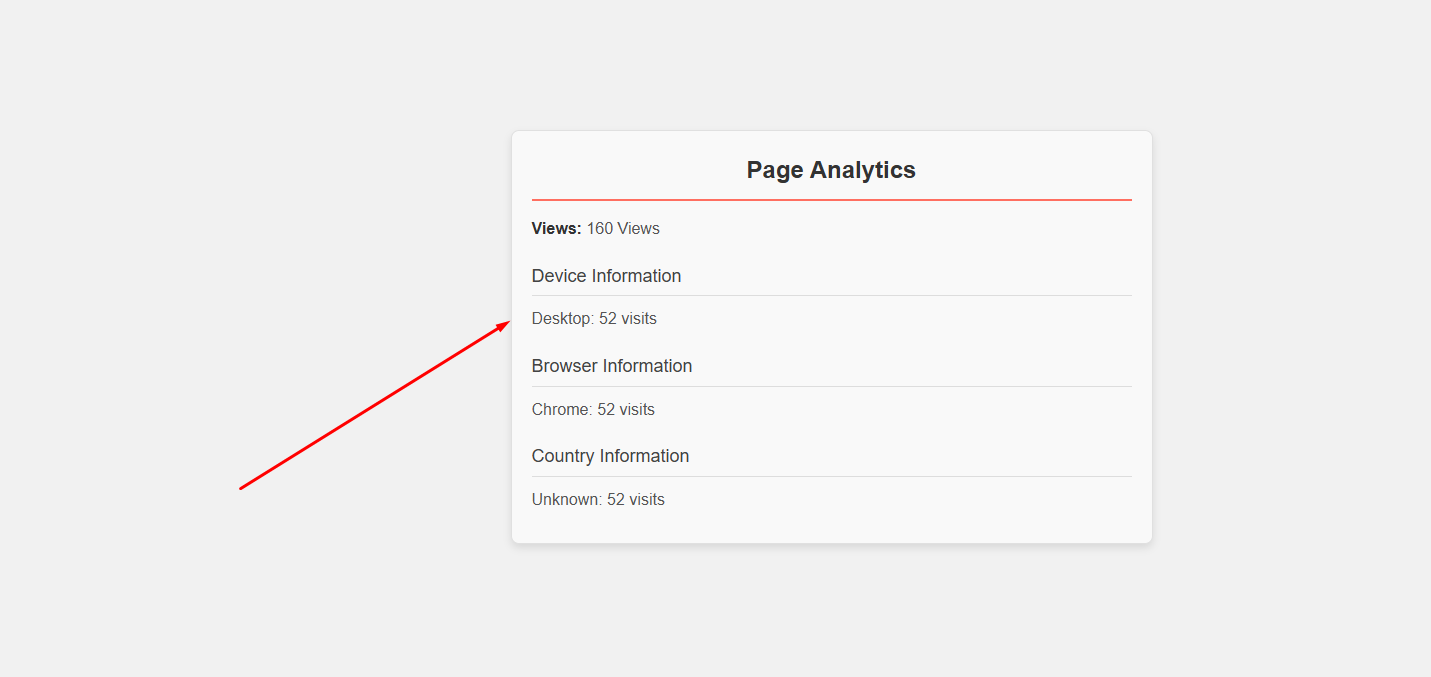 Page Analytics
Views: 160 Views
Device Information
Desktop: 52 visits
Browser Information
Chrome: 52 visits
Country Information
Unknown: 52 visits